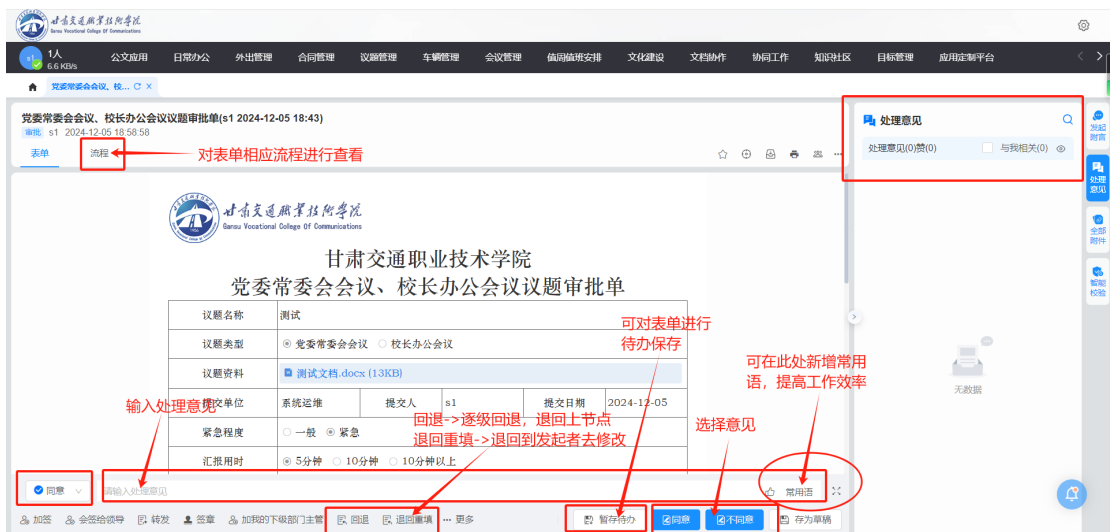 甘肃交通职业技术学院
Gansu Vocational College Of Communications
s1
1人
6.6 KB/s
公文应用 日常办公 外出管理 合同管理 议题管理 车辆管理 会议管理 值周值班安排 文化建设 文档协作 协同工作 知识社区 目标管理 应用定制平台
党委常委会会议、校...
党委常委会会议、校长办公会议议题审批单(s1 2024-12-05 18:43)
审批 s1 2024-12-05 18:58:58
表单 流程 对表单相应流程进行查看
处理意见
处理意见(0)赞(0) 与我相关(0)
发起附言
处理意见
全部附件
智能校验
甘肃交通职业技术学院
Gansu Vocational College Of Communications
甘肃交通职业技术学院
党委常委会会议、校长办公会议议题审批单
议题名称 测试
议题类型 党委常委会会议 校长办公会议
议题资料 测试文档.docx (13KB)
提交单位 系统运维 提交人 s1 提交日期 2024-12-05
紧急程度 一般 紧急
汇报用时 5分钟 10分钟 10分钟以上
可对表单进行
待办保存
可在此处新增常用
语，提高工作效率
输入处理意见
回退->逐级回退，退回上节点
退回重填->退回到发起者去修改
选择意见
无数据
同意 请输入处理意见 常用语
加签 会签给领导 转发 签章 加我的下级部门主管 回退 退回重填 更多 暂存待办 同意 不同意 存为草稿